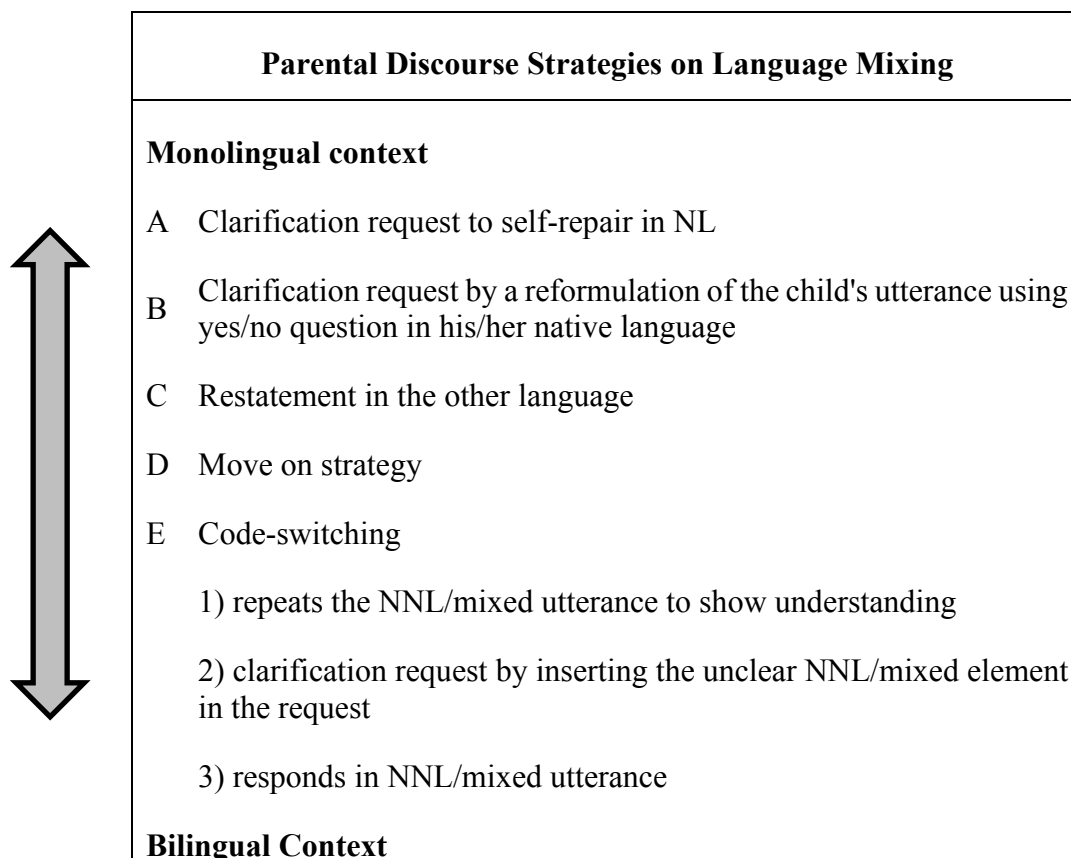 Parental Discourse Strategies on Language Mixing
Monolingual context
A Clarification request to self-repair in NL
B Clarification request by a reformulation of the child's utterance using
yes/no question in his/her native language
C Restatement in the other language
D Move on strategy
E Code-switching
1) repeats the NNL/mixed utterance to show understanding
2) clarification request by inserting the unclear NNL/mixed element
in the request
3) responds in NNL/mixed utterance
Bilingual Context